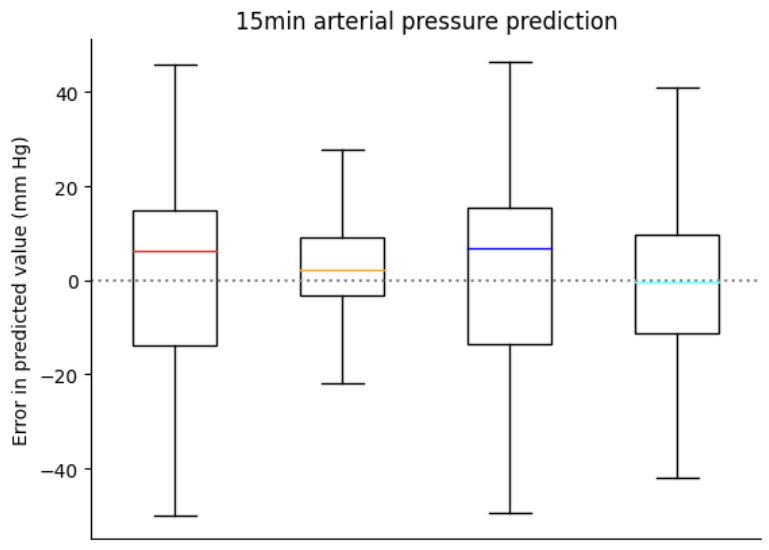 15min arterial pressure prediction
Error in predicted value (mm Hg)
40
20
0
−20
−40